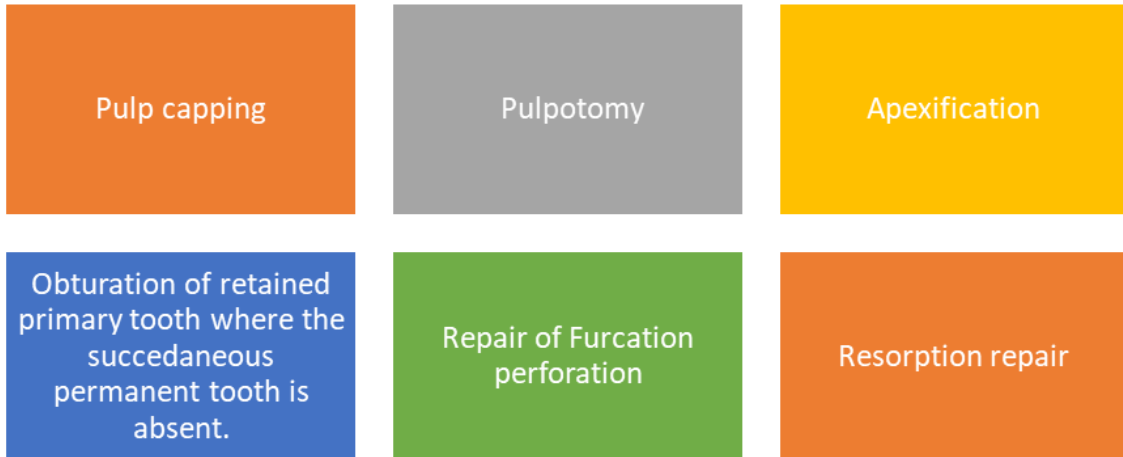 Pulp capping
Pulpotomy
Apexification
Obturation of retained
primary tooth where the
succedaneous
permanent tooth is
absent.
Repair of Furcation
perforation
Resorption repair